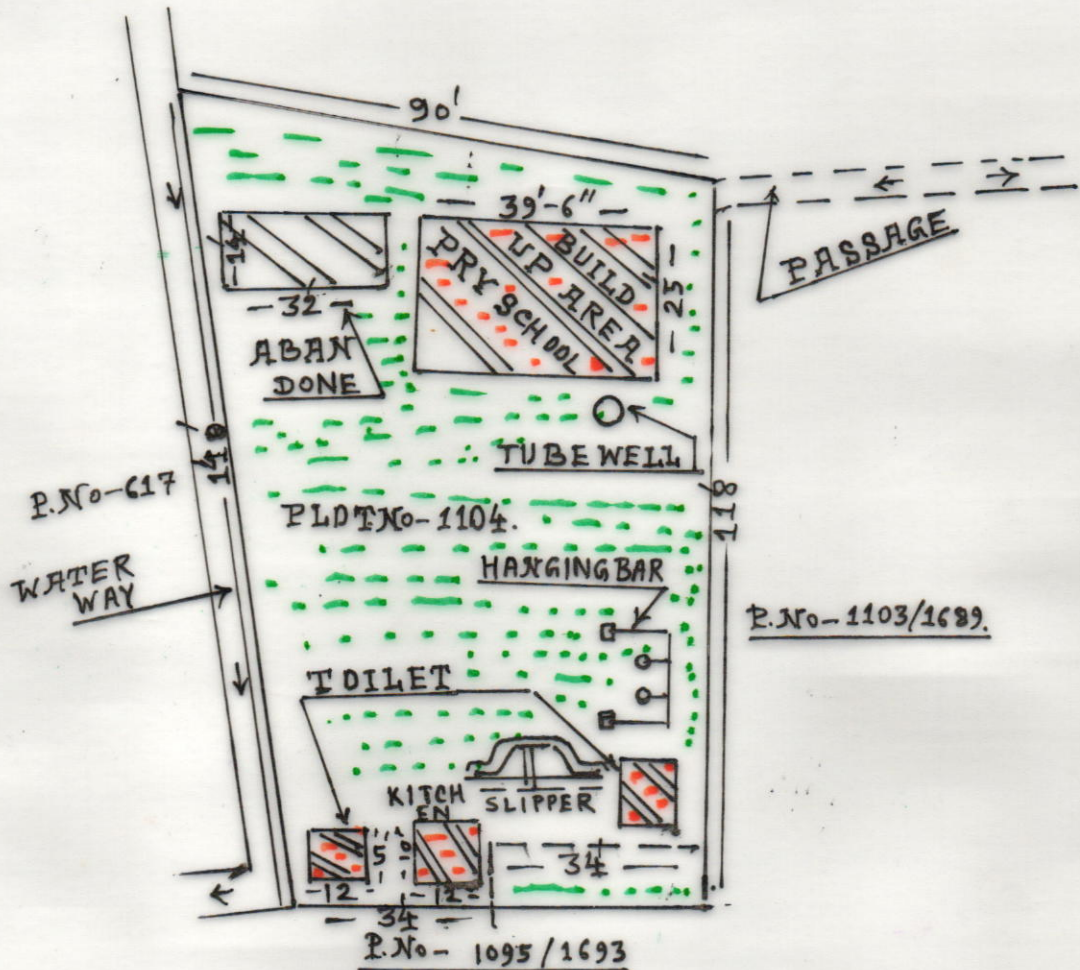 90'
39'-6"
PASSAGE
14
BUILD
UP AREA
PRY SCHOOL
25
32
ABAN
DONE
TUBE WELL
P.No-617
118
PLOT No-1104.
HANGING BAR
WATER
WAY
P.No-1103/1689.
TOILET
KITCH
EN
SLIPPER
5
34
12
12
34
P.No- 1095/1693